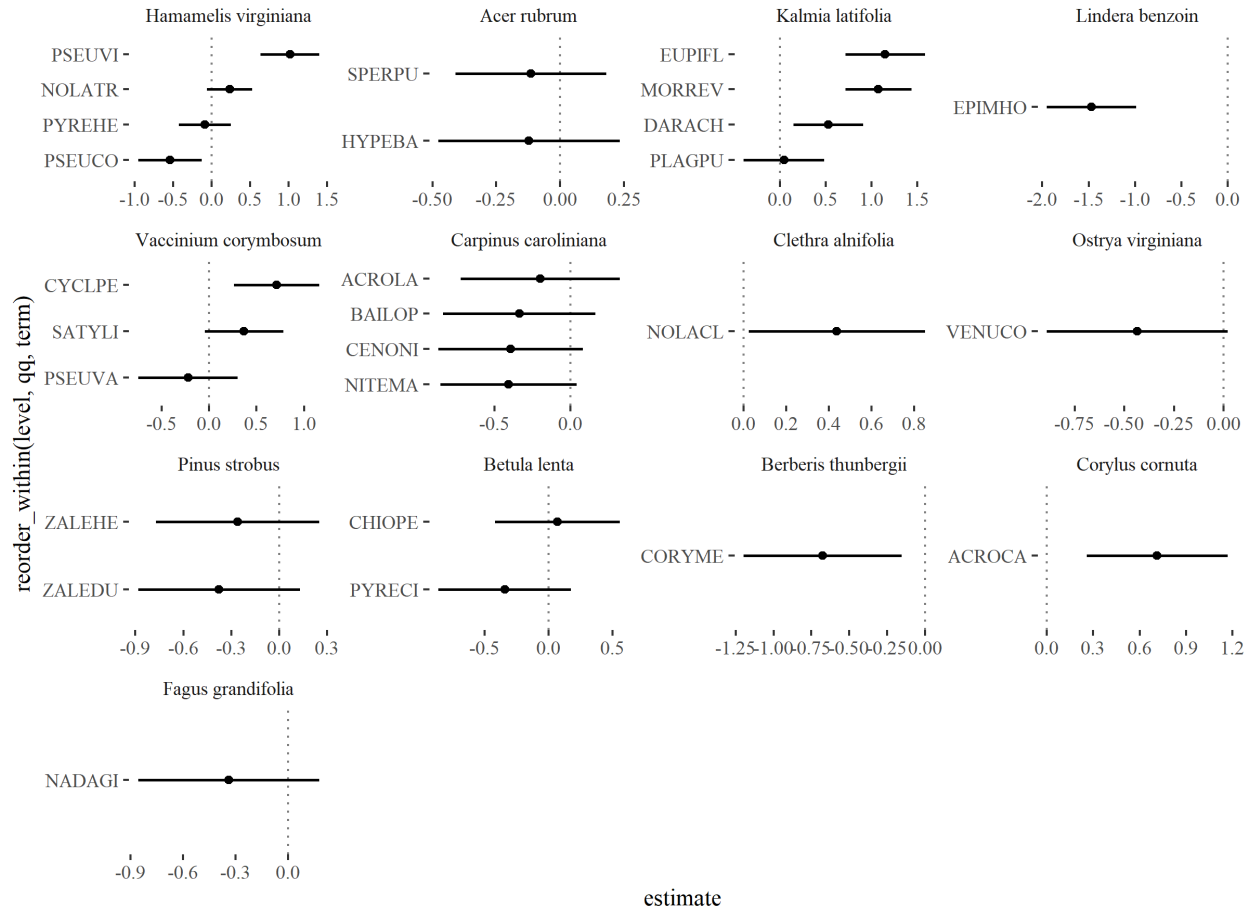 Hamamelis virginiana
PSEUVI
NOLATR
PYREHE
PSEUCO
-1.0 -0.5 0.0 0.5 1.0 1.5
Acer rubrum
SPERPU
HYPEBA
-0.50 -0.25 0.00 0.25
Kalmia latifolia
EUPIFL
MORREV
DARACH
PLAGPU
0.0 0.5 1.0 1.5
Lindera benzoin
EPIMHO
-2.0 -1.5 -1.0 -0.5 0.0
Vaccinium corymbosum
CYCLPE
SATYLI
PSEUVA
-0.5 0.0 0.5 1.0
Carpinus caroliniana
ACROLA
BAILOP
CENONI
NITEMA
-0.5 0.0
Clethra alnifolia
NOLACL
0.0 0.2 0.4 0.6 0.8
Ostrya virginiana
VENUCO
-0.75 -0.50 -0.25 0.00
Pinus strobus
ZALEHE
ZALEDU
-0.9 -0.6 -0.3 0.0 0.3
Betula lenta
CHIOPE
PYRECI
-0.5 0.0 0.5
Berberis thunbergii
CORYME
-1.25 -1.00 -0.75 -0.50 -0.25 0.00
Corylus cornuta
ACROCA
0.0 0.3 0.6 0.9 1.2
Fagus grandifolia
NADAGI
-0.9 -0.6 -0.3 0.0
reorder_within(level, qq, term)
estimate